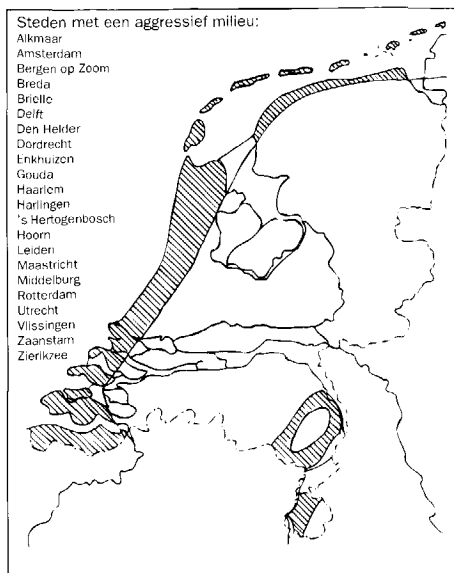 Steden met een aggressief milieu:
Alkmaar
Amsterdam
Bergen op Zoom
Breda
Brielle
Delft
Den Helder
Dordrecht
Enkhuizen
Gouda
Haarlem
Harlingen
's Hertogenbosch
Hoorn
Leiden
Maastricht
Middelburg
Rotterdam
Utrecht
Vlissingen
Zaanstam
Zierikzee